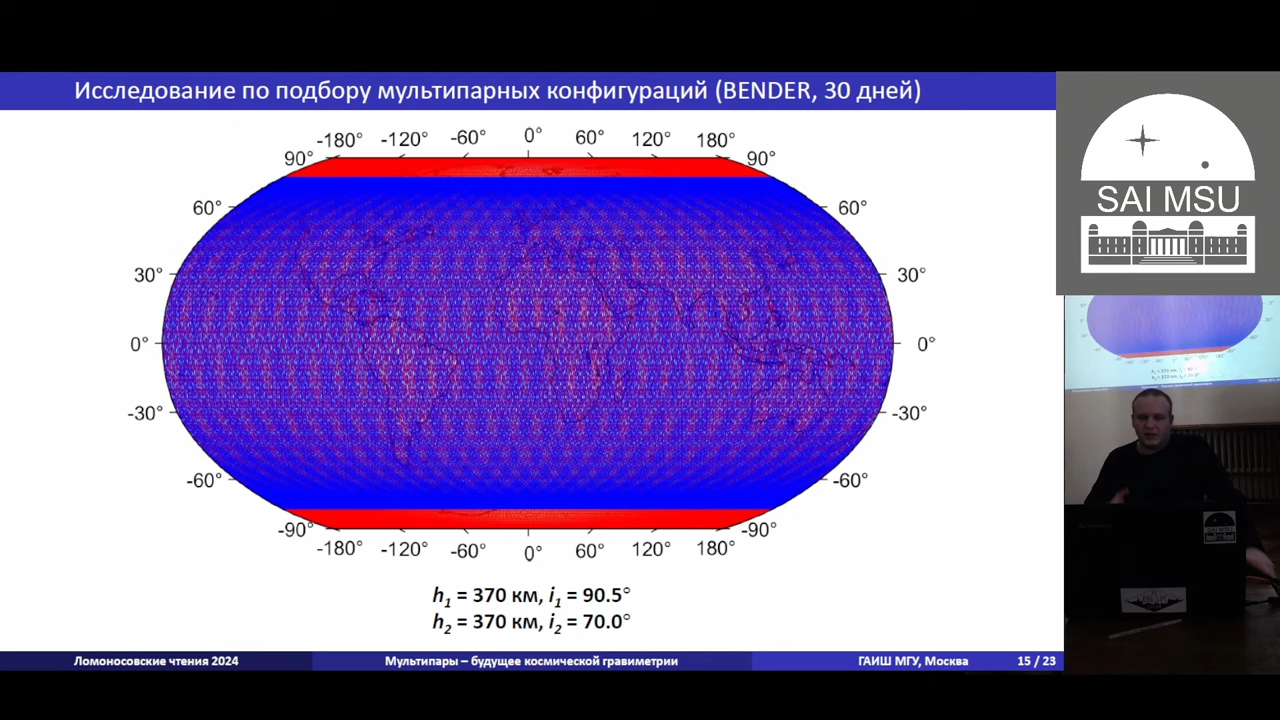 Исследование по подбору мультипарных конфигураций (BENDER, 30 дней)
-180° -120° -60° 0° 60° 120° 180°
90° 90°
60° 60°
30° 30°
0° 0°
-30° -30°
-60° -60°
-90° -90°
-180° -120° -60° 0° 60° 120° 180°
h₁ = 370 км, i₁ = 90.5°
h₂ = 370 км, i₂ = 70.0°
Ломоносовские чтения 2024 Мультипары – будущее космической гравиметрии ГАИШ МГУ, Москва 15 / 23
SAI MSU